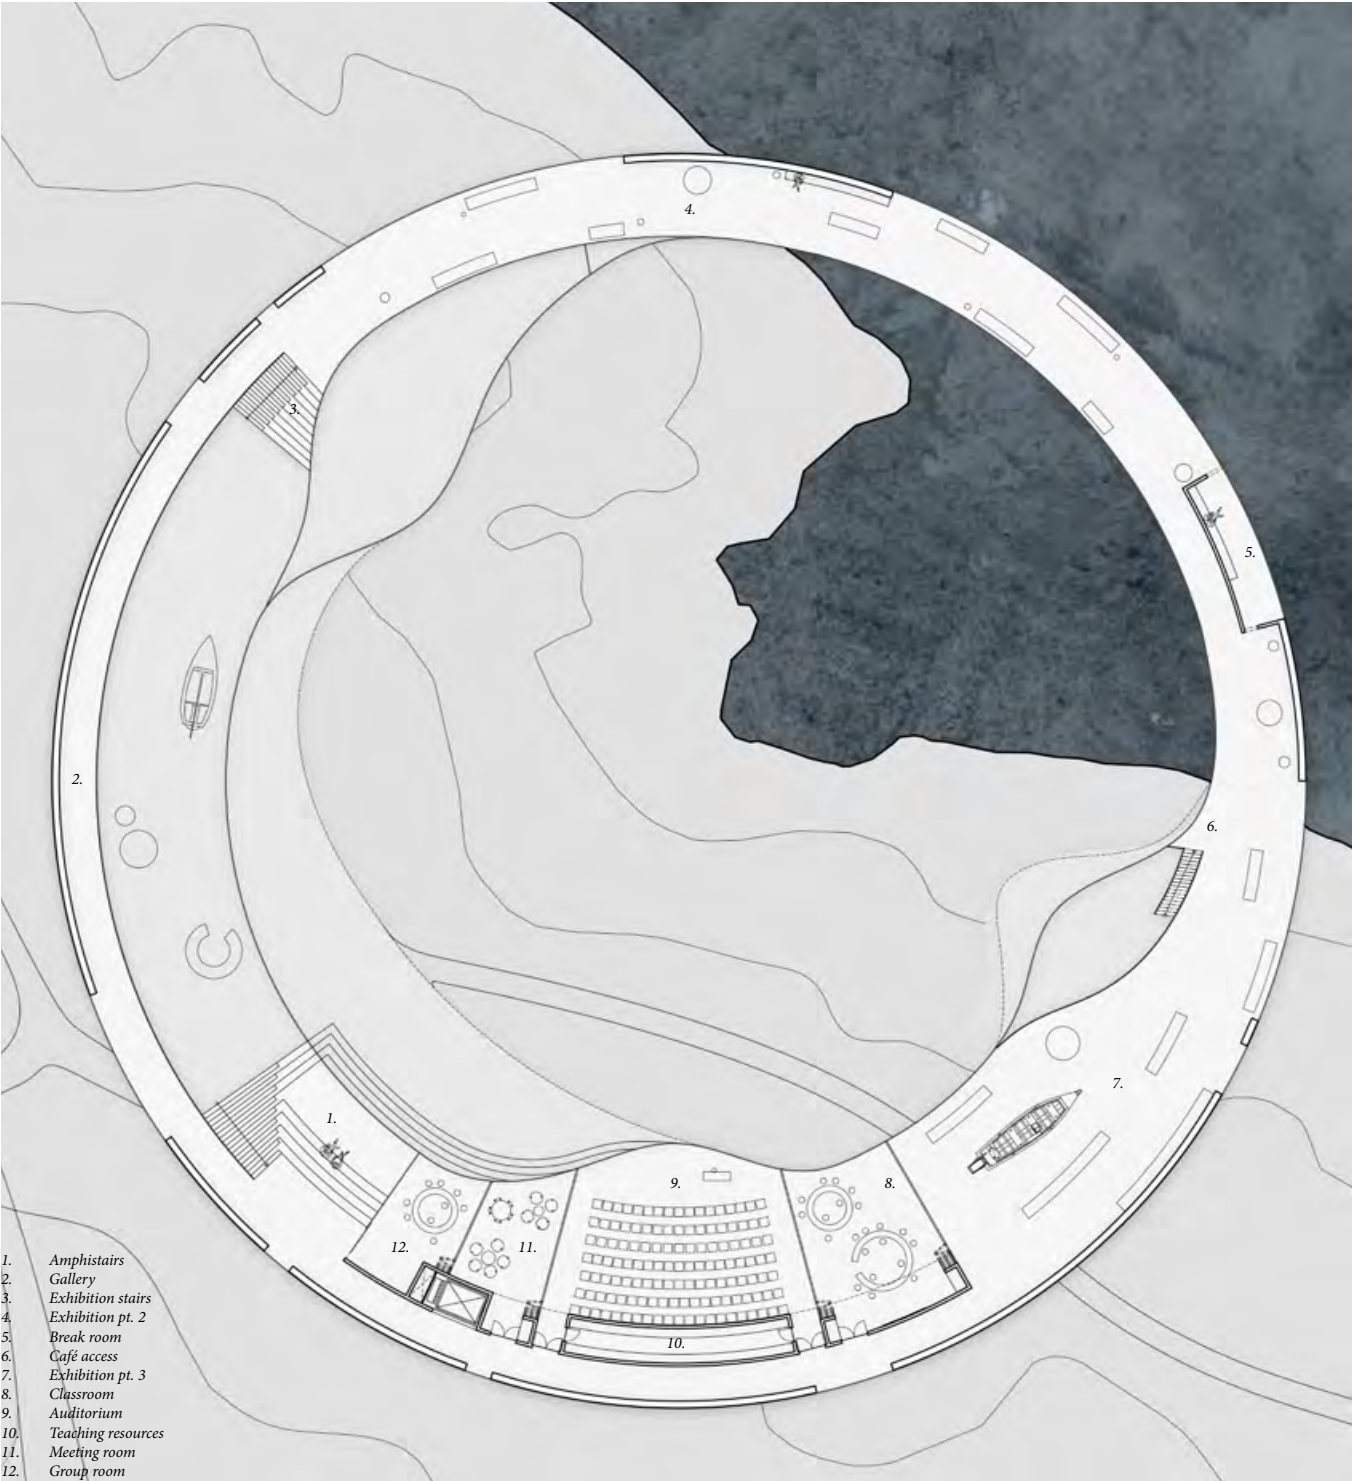 4.
3.
5.
2.
6.
7.
1.
9.
8.
12.
11.
10.
1. Amphistairs
2. Gallery
3. Exhibition stairs
4. Exhibition pt. 2
5. Break room
6. Café access
7. Exhibition pt. 3
8. Classroom
9. Auditorium
10. Teaching resources
11. Meeting room
12. Group room